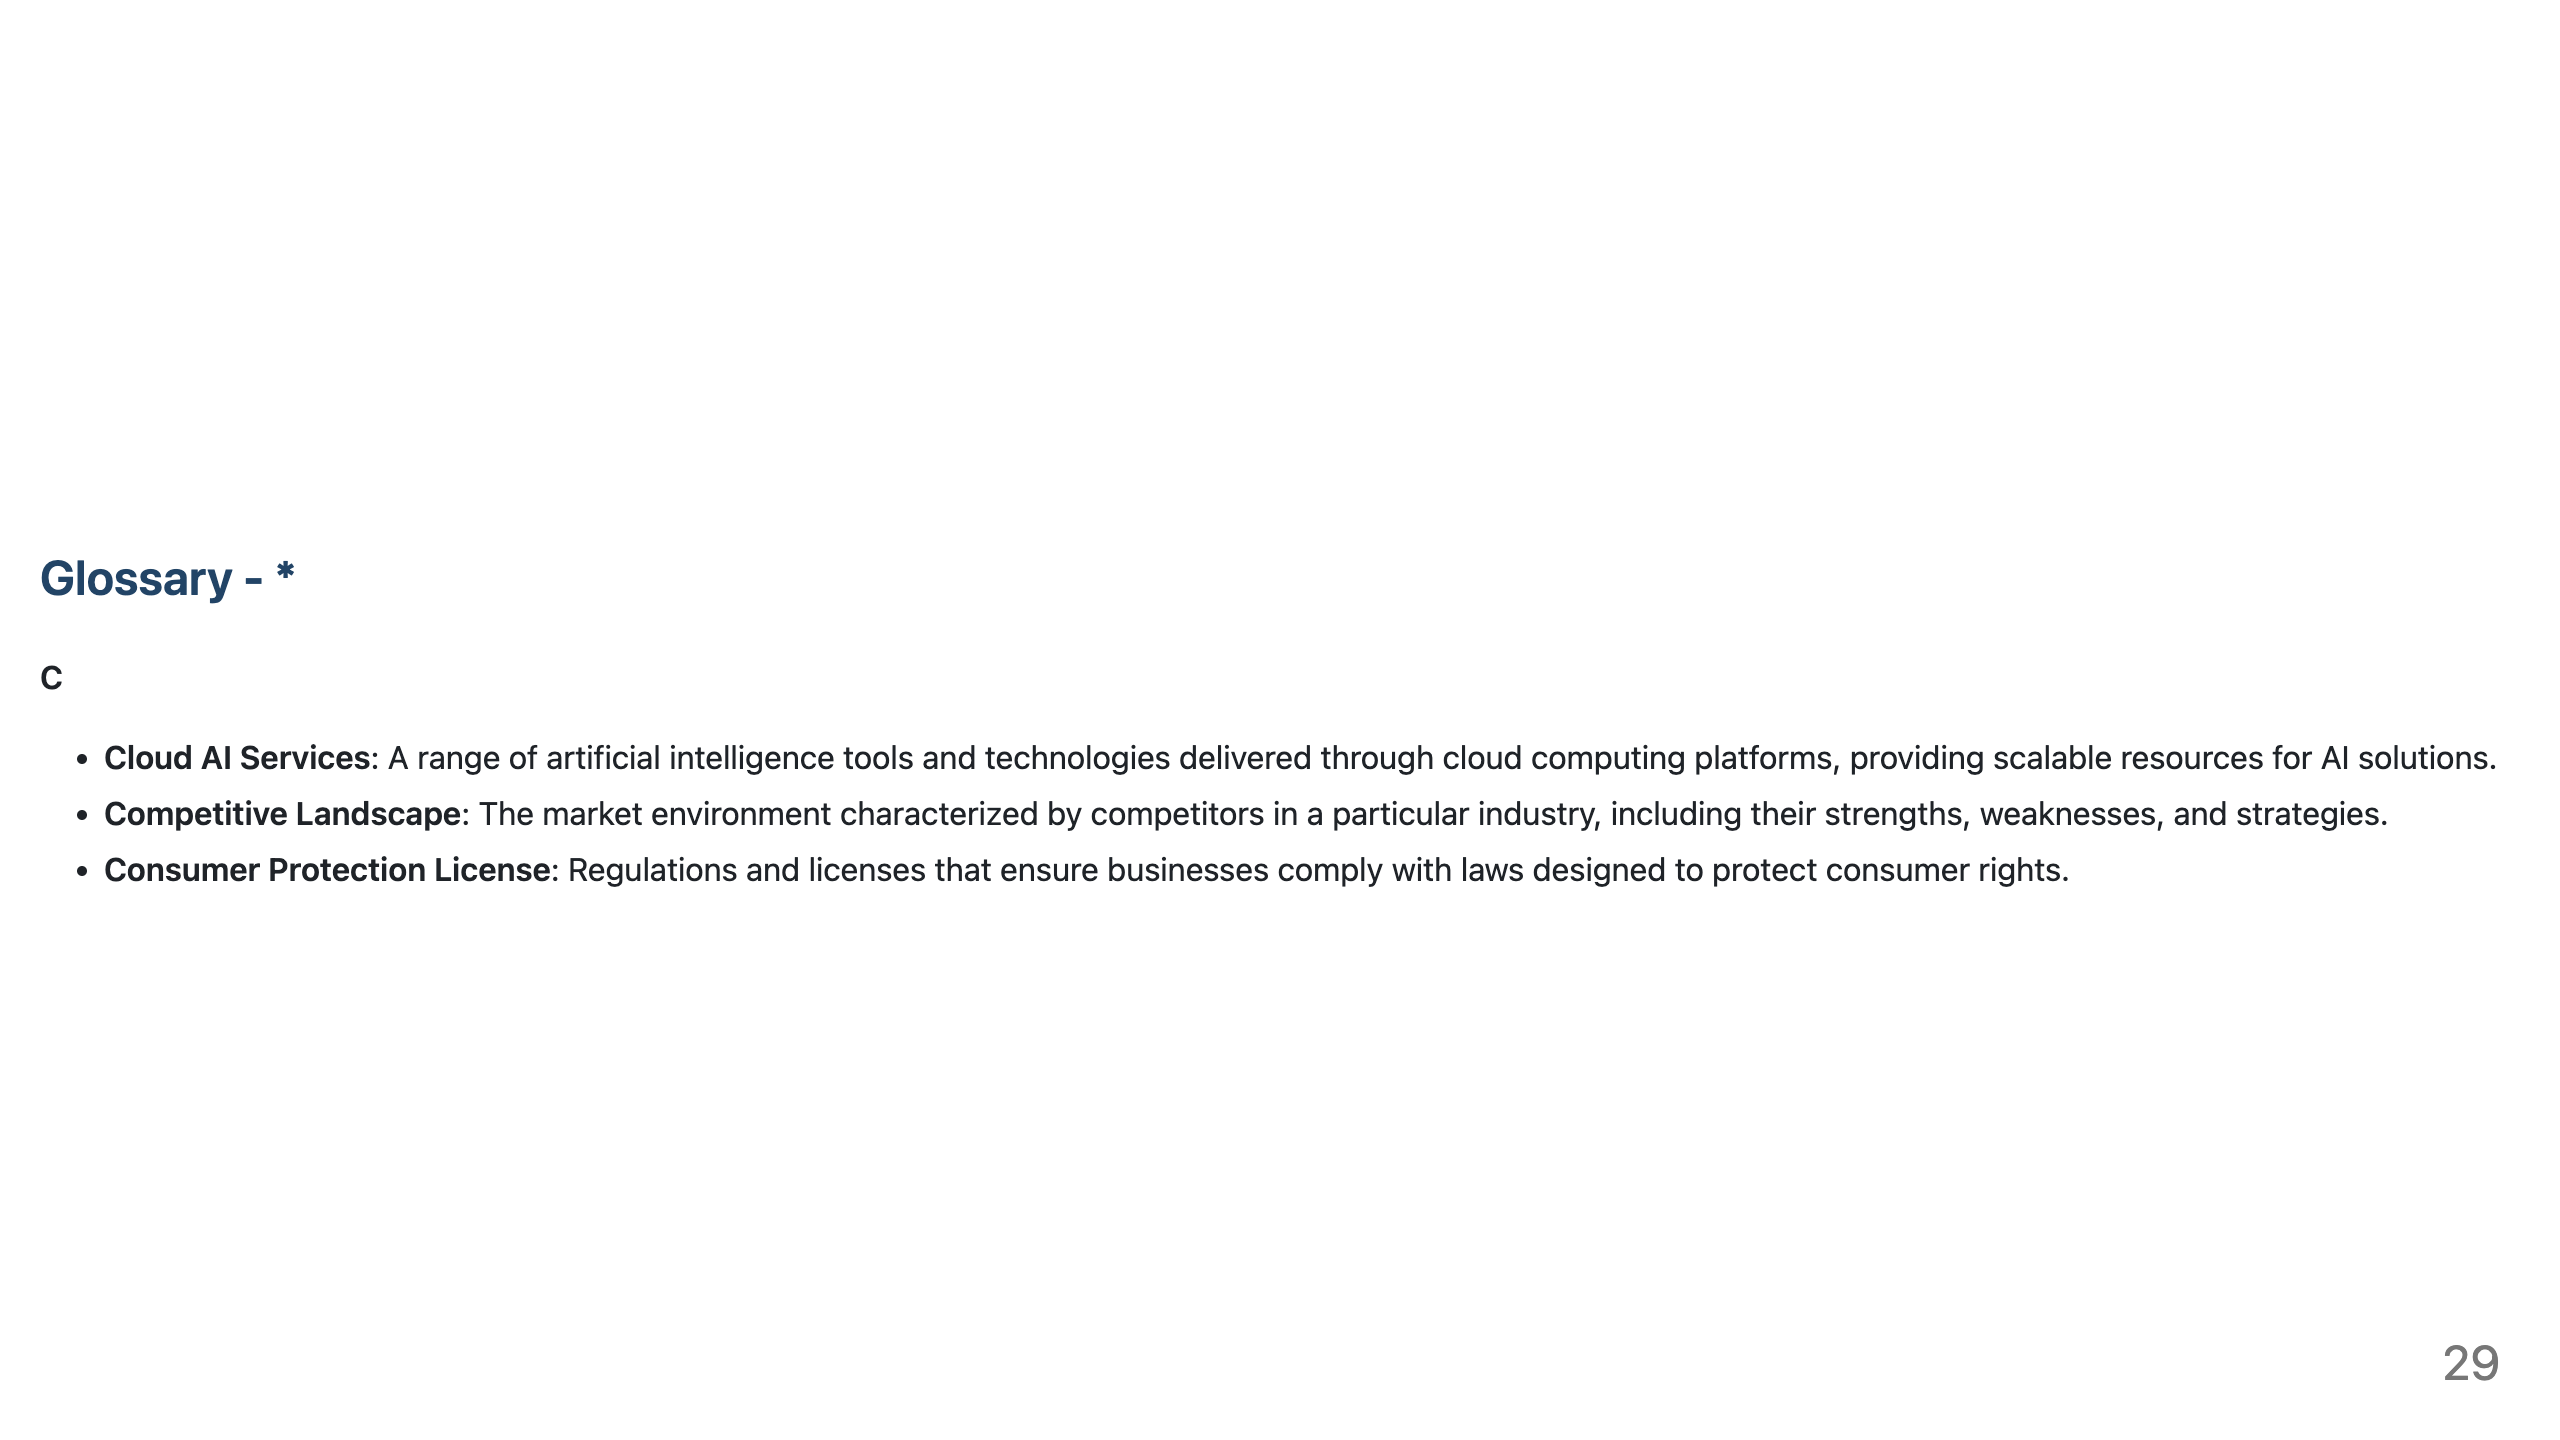 Glossary - *
C
• Cloud AI Services: A range of artificial intelligence tools and technologies delivered through cloud computing platforms, providing scalable resources for AI solutions.
• Competitive Landscape: The market environment characterized by competitors in a particular industry, including their strengths, weaknesses, and strategies.
• Consumer Protection License: Regulations and licenses that ensure businesses comply with laws designed to protect consumer rights.
29